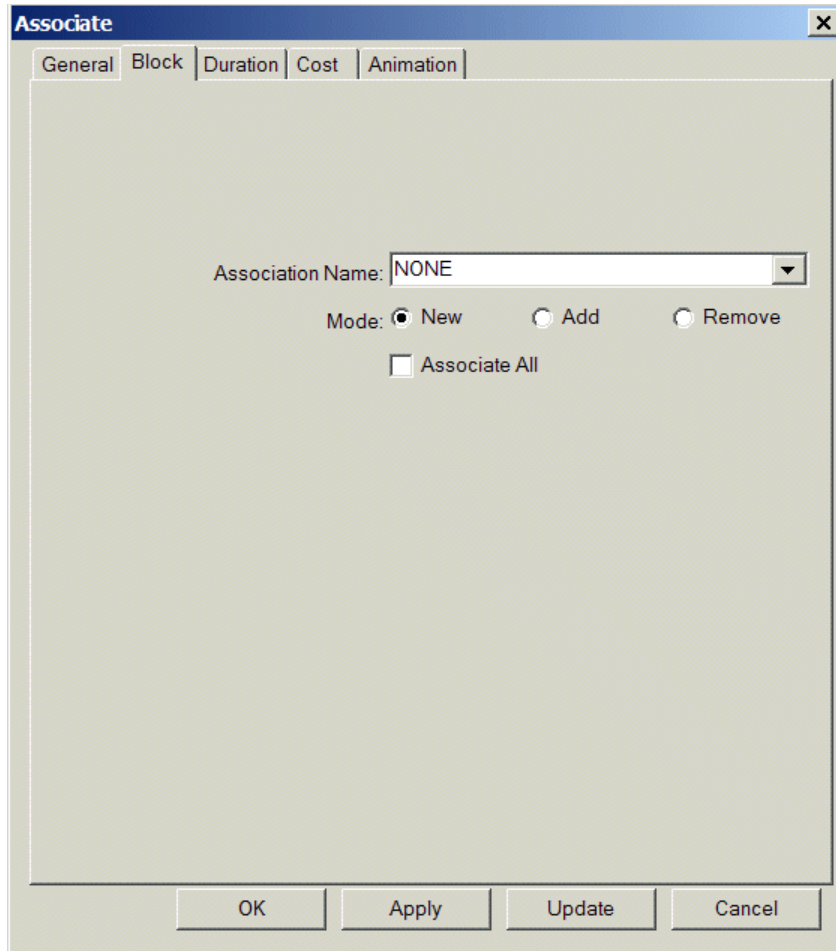 Associate
General Block Duration Cost Animation
Association Name: NONE
Mode: New Add Remove
Associate All
OK Apply Update Cancel